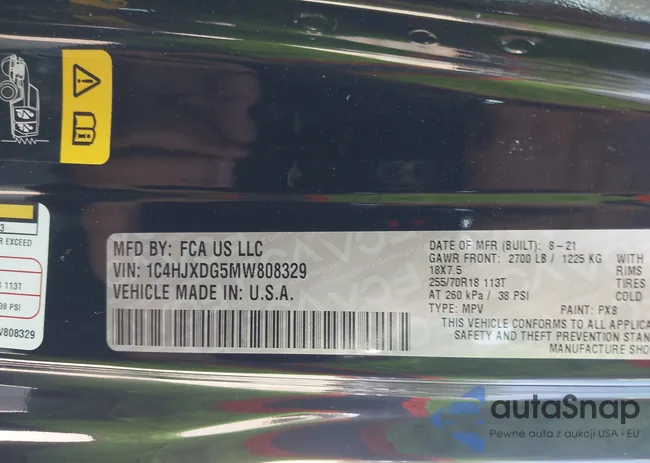 3
R EXCEED
113T
38 PSI
W808329
MFD BY: FCA US LLC
VIN: 1C4HJXDG5MW808329
VEHICLE MADE IN: U.S.A.
DATE OF MFR (BUILT): 8-21
GAWR FRONT: 2700 LB / 1225 KG WITH
18X7.5 RIMS
255/70R18 113T TIRES
AT 260 kPa / 38 PSI COLD
TYPE: MPV PAINT: PX8
THIS VEHICLE CONFORMS TO ALL APPLICA
SAFETY AND THEFT PREVENTION STAN
MANUFACTURE SHO
autaSnap
Pewne auta z aukcji USA i EU